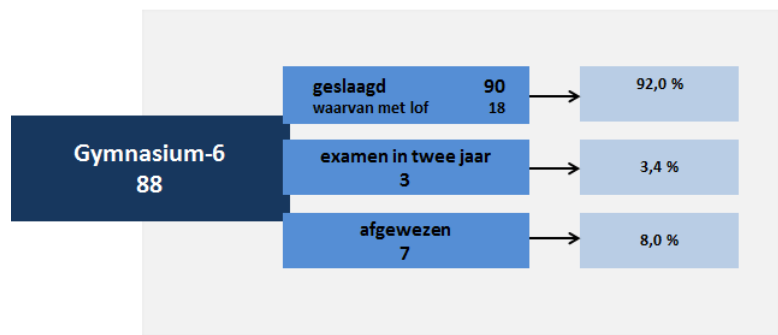 Gymnasium-6
88
geslaagd 90
waarvan met lof 18
92,0 %
examen in twee jaar
3
3,4 %
afgewezen
7
8,0 %